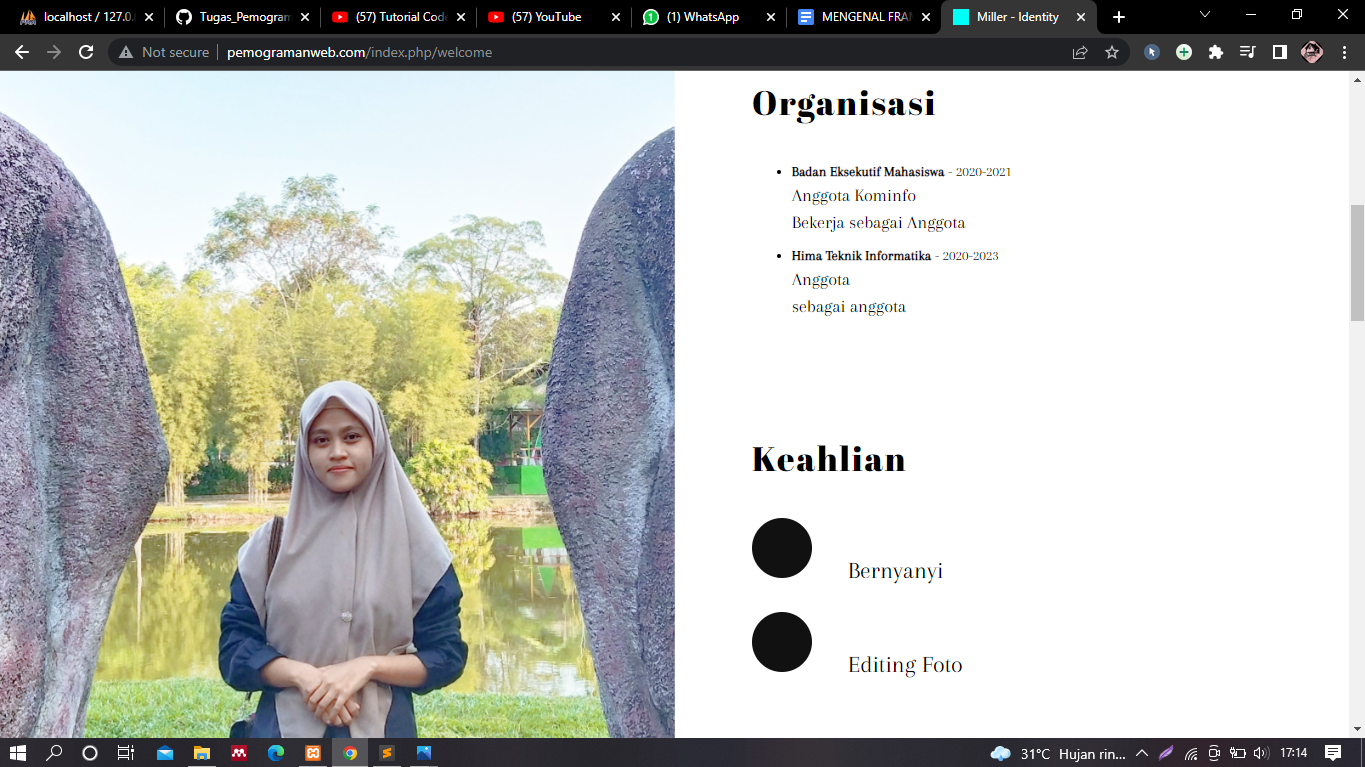 localhost / 127.0.
Tugas_Pemogram
(57) Tutorial Code
(57) YouTube
(1) WhatsApp
MENGENAL FRA
Miller - Identity
Not secure
pemogramanweb.com/index.php/welcome
Organisasi
Badan Eksekutif Mahasiswa - 2020-2021
Anggota Kominfo
Bekerja sebagai Anggota
Hima Teknik Informatika - 2020-2023
Anggota
sebagai anggota
Keahlian
Bernyanyi
Editing Foto
31°C Hujan rin...
17:14